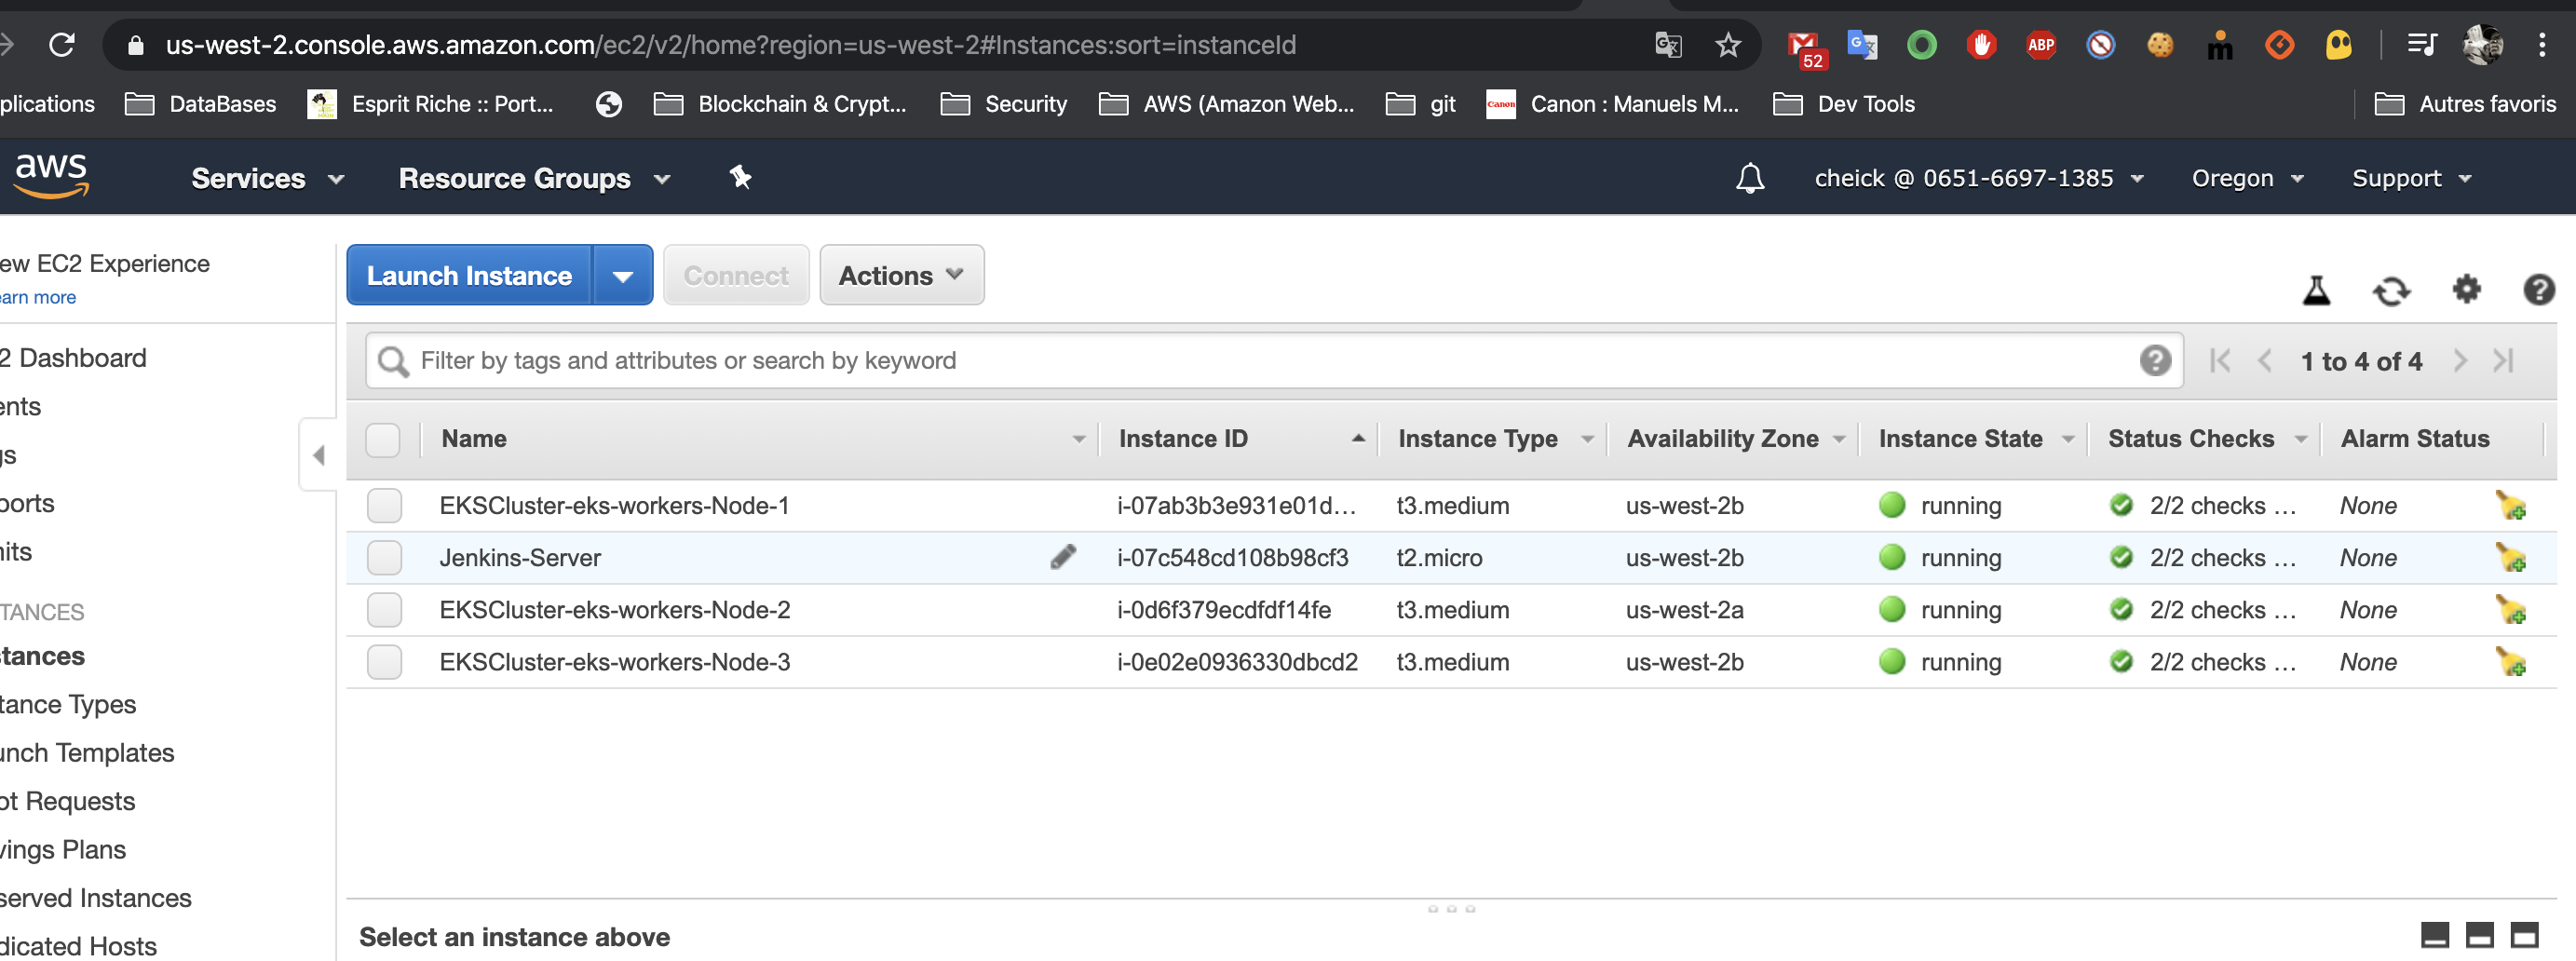 us-west-2.console.aws.amazon.com/ec2/v2/home?region=us-west-2#Instances:sort=instanceId
52
ABP
m
plications DataBases Esprit Riche :: Port... Blockchain & Crypt... Security AWS (Amazon Web... git Canon Canon : Manuels M... Dev Tools Autres favoris
aws Services Resource Groups cheick @ 0651-6697-1385 Oregon Support
ew EC2 Experience
earn more
Launch Instance Connect Actions
2 Dashboard
ents
gs
ports
nits
TANCES
stances
tance Types
unch Templates
ot Requests
vings Plans
served Instances
dicated Hosts
Filter by tags and attributes or search by keyword
1 to 4 of 4
Name Instance ID Instance Type Availability Zone Instance State Status Checks Alarm Status
EKSCluster-eks-workers-Node-1 i-07ab3b3e931e01d... t3.medium us-west-2b running 2/2 checks ... None
Jenkins-Server i-07c548cd108b98cf3 t2.micro us-west-2b running 2/2 checks ... None
EKSCluster-eks-workers-Node-2 i-0d6f379ecdfdf14fe t3.medium us-west-2a running 2/2 checks ... None
EKSCluster-eks-workers-Node-3 i-0e02e0936330dbcd2 t3.medium us-west-2b running 2/2 checks ... None
Select an instance above